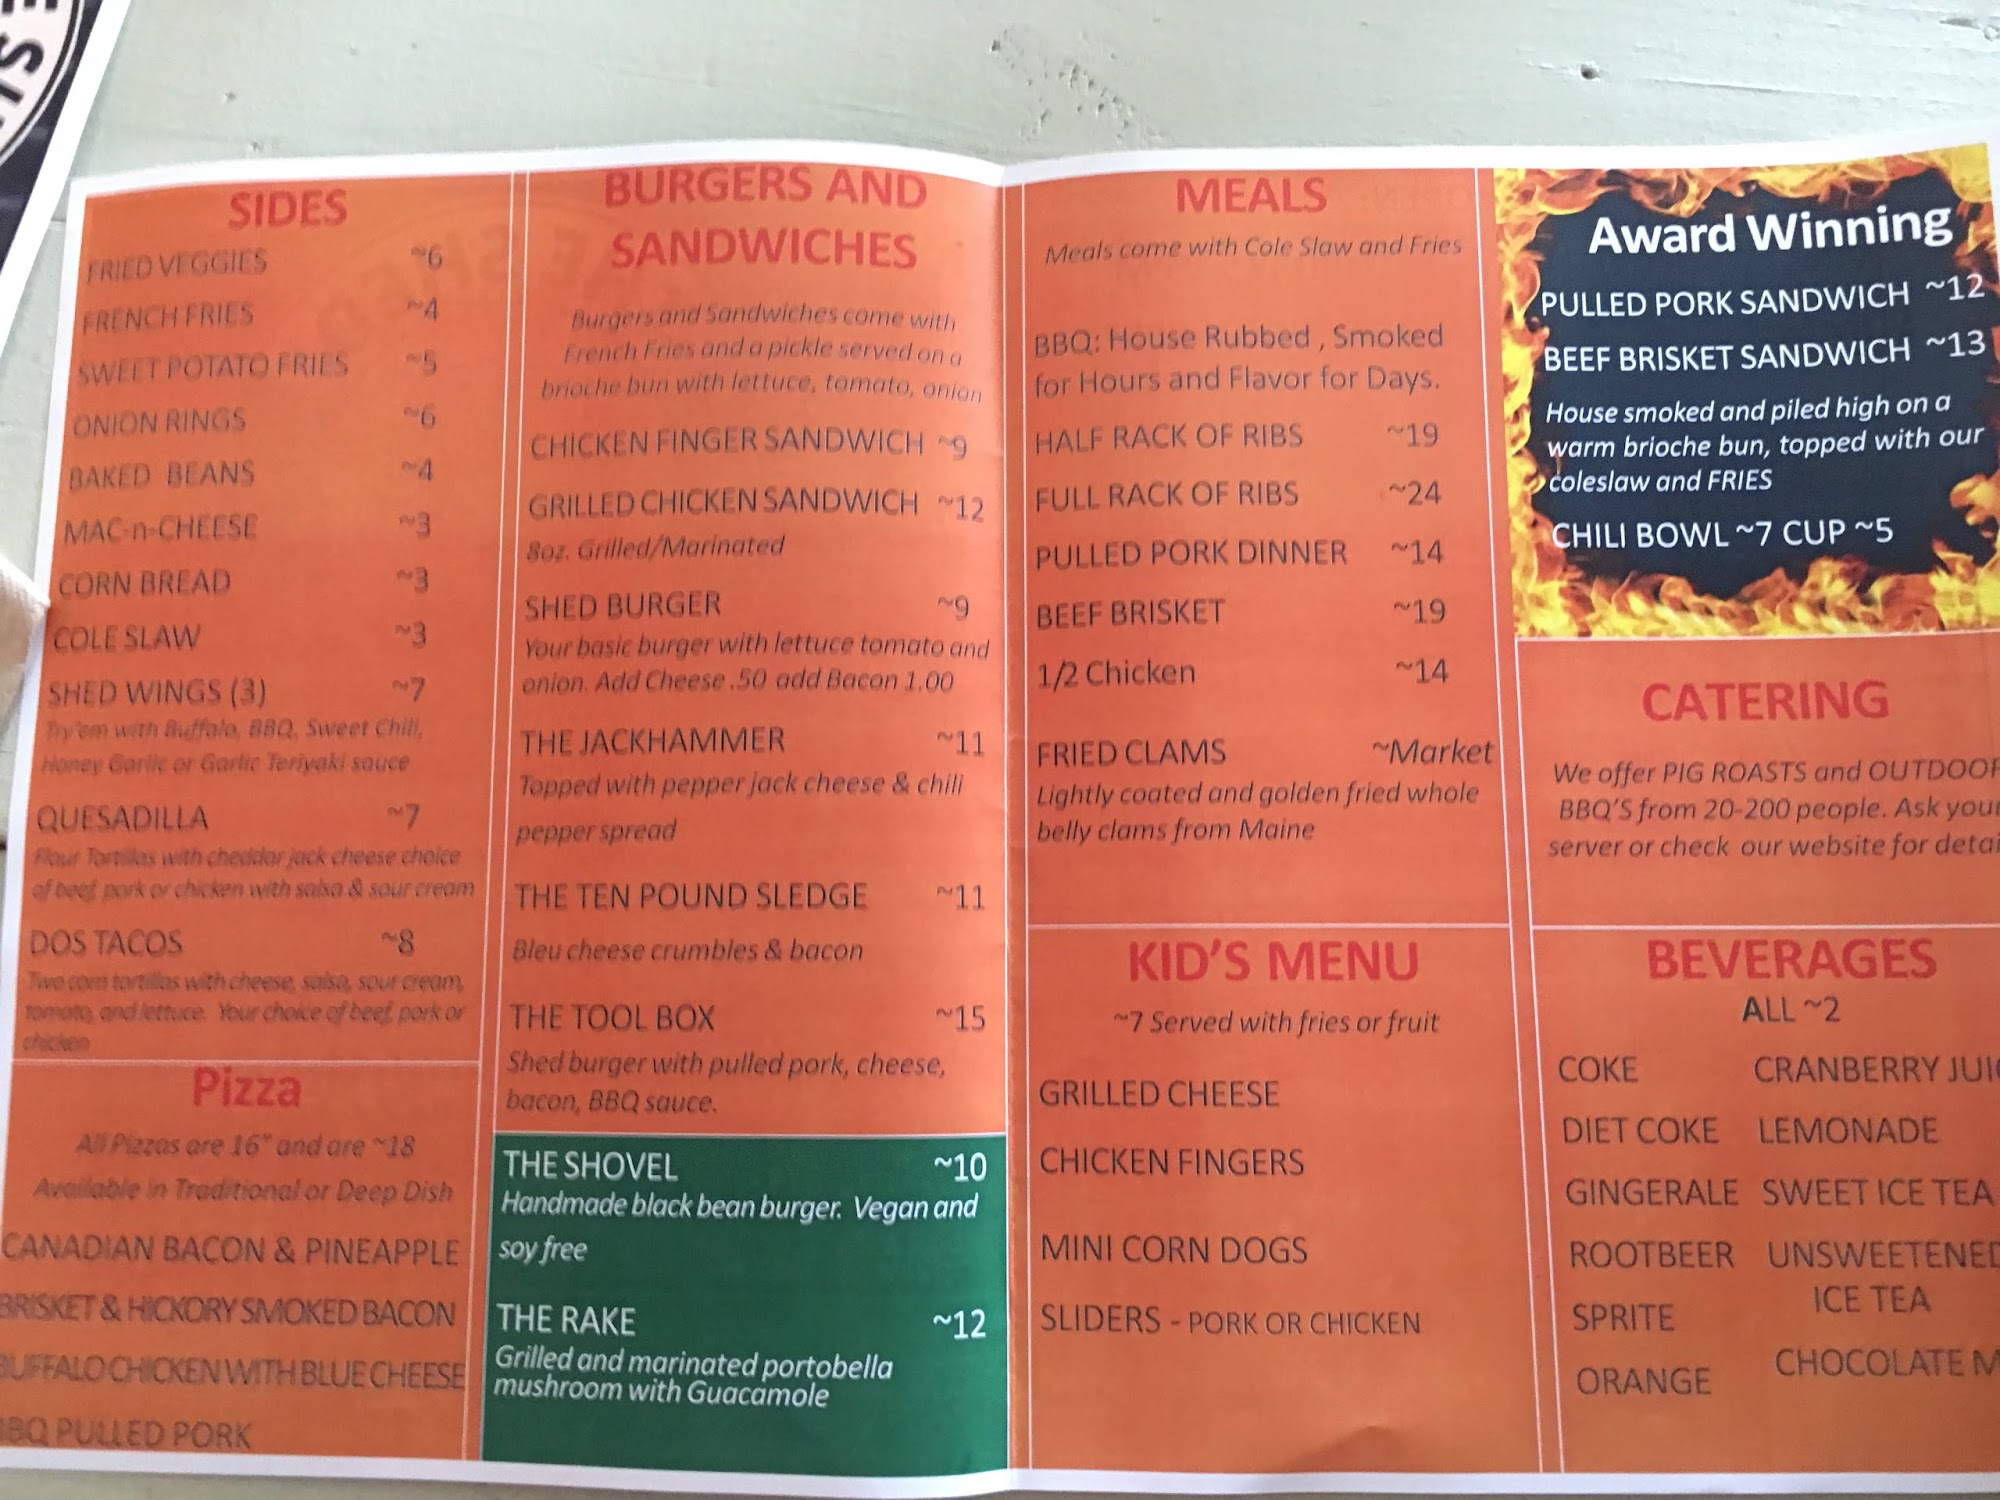 SIDES
FRIED VEGGIES ~6
FRENCH FRIES ~4
SWEET POTATO FRIES ~5
ONION RINGS ~6
BAKED BEANS ~4
MAC-n-CHEESE ~3
CORN BREAD ~3
COLE SLAW ~3
SHED WINGS (3) ~7
Try'em with Buffalo, BBQ, Sweet Chili,
Honey Garlic or Garlic Teriyaki sauce
QUESADILLA ~7
Flour Tortillas with cheddar jack cheese choice
of beef, pork or chicken with salsa & sour cream
DOS TACOS ~8
Two corn tortillas with cheese, salsa, sour cream,
tomato, and lettuce. Your choice of beef, pork or
chicken
Pizza
All Pizzas are 16" and are ~18
Available in Traditional or Deep Dish
CANADIAN BACON & PINEAPPLE
BRISKET & HICKORY SMOKED BACON
BUFFALO CHICKEN WITH BLUE CHEESE
BBQ PULLED PORK
BURGERS AND
SANDWICHES
Burgers and Sandwiches come with
French Fries and a pickle served on a
brioche bun with lettuce, tomato, onion
CHICKEN FINGER SANDWICH ~9
GRILLED CHICKEN SANDWICH ~12
8oz. Grilled/Marinated
SHED BURGER ~9
Your basic burger with lettuce tomato and
onion. Add Cheese .50 add Bacon 1.00
THE JACKHAMMER ~11
Topped with pepper jack cheese & chili
pepper spread
THE TEN POUND SLEDGE ~11
Bleu cheese crumbles & bacon
THE TOOL BOX ~15
Shed burger with pulled pork, cheese,
bacon, BBQ sauce.
THE SHOVEL ~10
Handmade black bean burger. Vegan and
soy free
THE RAKE ~12
Grilled and marinated portobella
mushroom with Guacamole
MEALS
Meals come with Cole Slaw and Fries
BBQ: House Rubbed , Smoked
for Hours and Flavor for Days.
HALF RACK OF RIBS ~19
FULL RACK OF RIBS ~24
PULLED PORK DINNER ~14
BEEF BRISKET ~19
1/2 Chicken ~14
FRIED CLAMS ~Market
Lightly coated and golden fried whole
belly clams from Maine
KID'S MENU
~7 Served with fries or fruit
GRILLED CHEESE
CHICKEN FINGERS
MINI CORN DOGS
SLIDERS - PORK OR CHICKEN
Award Winning
PULLED PORK SANDWICH ~12
BEEF BRISKET SANDWICH ~13
House smoked and piled high on a
warm brioche bun, topped with our
coleslaw and FRIES
CHILI BOWL ~7 CUP ~5
CATERING
We offer PIG ROASTS and OUTDOOR
BBQ'S from 20-200 people. Ask your
server or check our website for detai
BEVERAGES
ALL ~2
COKE CRANBERRY JUIC
DIET COKE LEMONADE
GINGERALE SWEET ICE TEA
ROOTBEER UNSWEETENED
ICE TEA
SPRITE
CHOCOLATE M
ORANGE